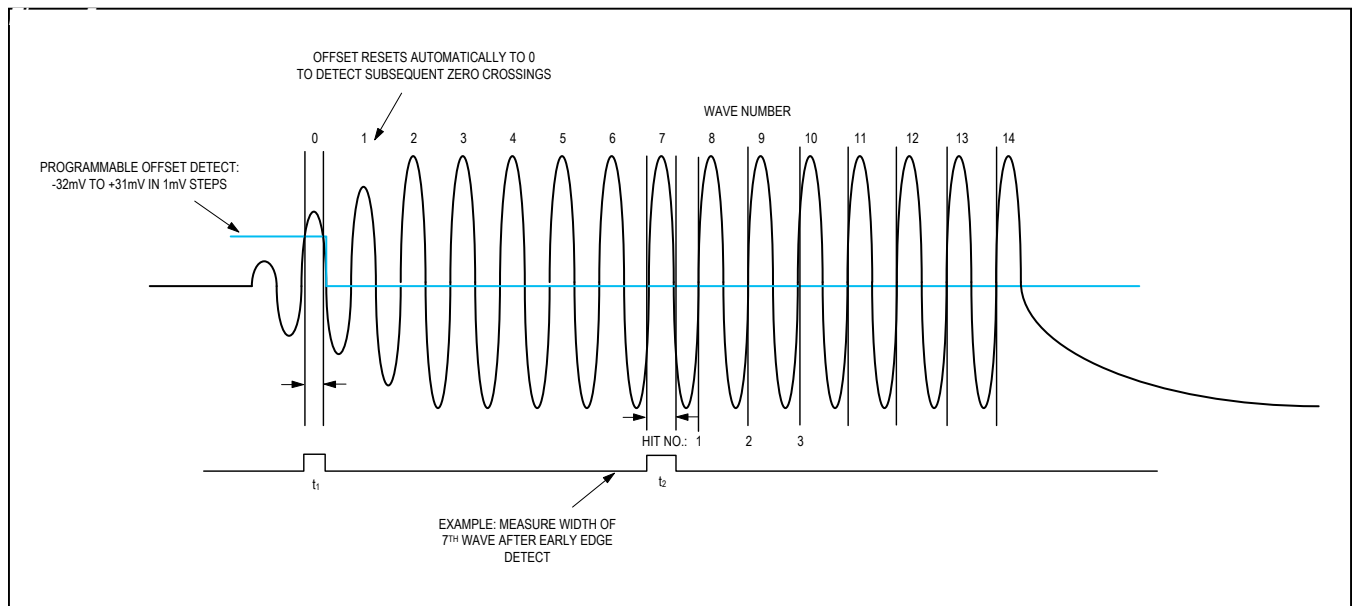 OFFSET RESETS AUTOMATICALLY TO 0
TO DETECT SUBSEQUENT ZERO CROSSINGS
WAVE NUMBER
0 1 2 3 4 5 6 7 8 9 10 11 12 13 14
PROGRAMMABLE OFFSET DETECT:
-32mV TO +31mV IN 1mV STEPS
HIT NO.: 1 2 3
t1 t2
EXAMPLE: MEASURE WIDTH OF
7TH WAVE AFTER EARLY EDGE
DETECT